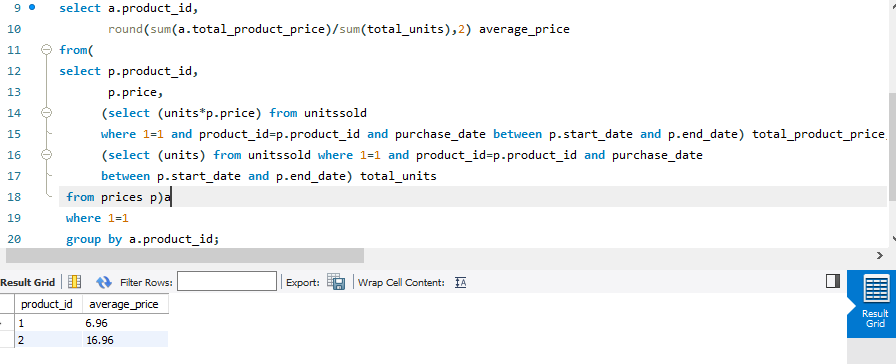 9 select a.product_id,
10 round(sum(a.total_product_price)/sum(total_units),2) average_price
11 from(
12 select p.product_id,
13 p.price,
14 (select (units*p.price) from unitssold
15 where 1=1 and product_id=p.product_id and purchase_date between p.start_date and p.end_date) total_product_price
16 (select (units) from unitssold where 1=1 and product_id=p.product_id and purchase_date
17 between p.start_date and p.end_date) total_units
18 from prices p)a
19 where 1=1
20 group by a.product_id;
Result Grid Filter Rows: Export: Wrap Cell Content:
product_id average_price
1 6.96
2 16.96
Result
Grid